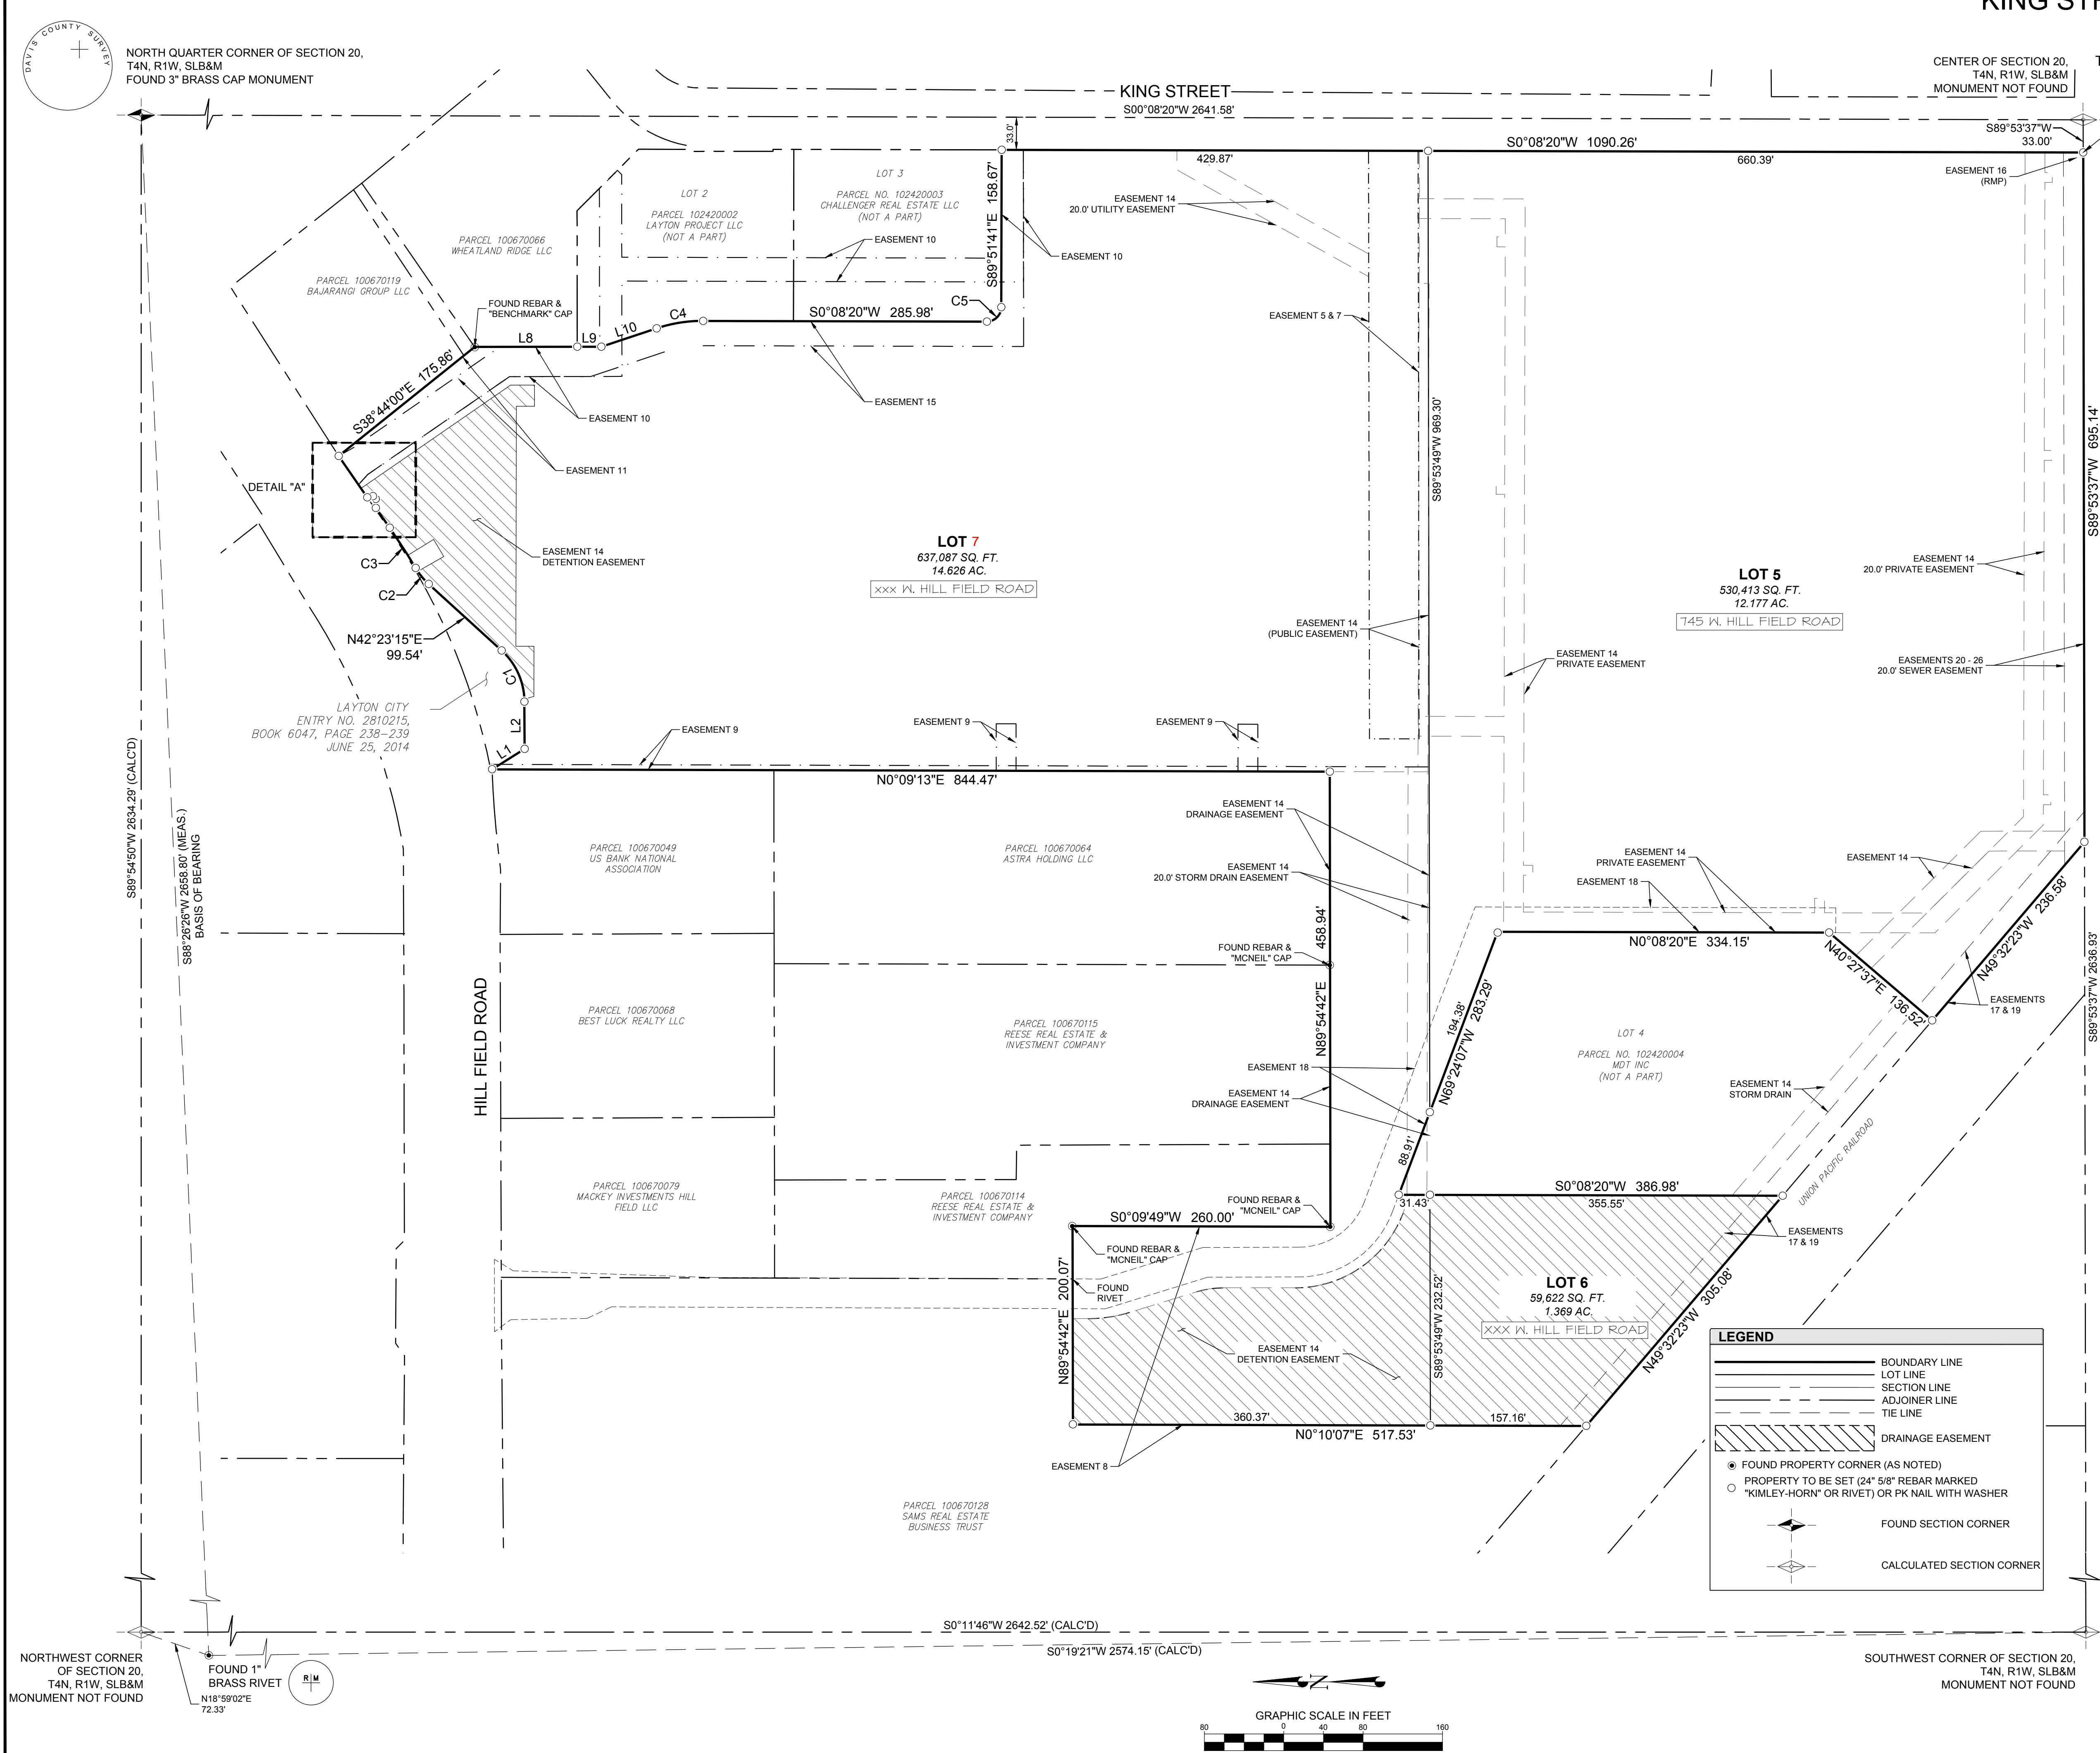 KING STR
DAVIS COUNTY SURVEY
NORTH QUARTER CORNER OF SECTION 20,
T4N, R1W, SLB&M
FOUND 3" BRASS CAP MONUMENT
CENTER OF SECTION 20,
T4N, R1W, SLB&M
MONUMENT NOT FOUND
T
KING STREET
S00°08'20"W 2641.58'
33.0'
S89°53'37"W
33.00'
S0°08'20"W 1090.26'
429.87'
660.39'
EASEMENT 16
(RMP)
LOT 2
PARCEL 102420002
LAYTON PROJECT LLC
(NOT A PART)
LOT 3
PARCEL NO. 102420003
CHALLENGER REAL ESTATE LLC
(NOT A PART)
S89°51'41"E 158.67'
EASEMENT 14
20.0' UTILITY EASEMENT
EASEMENT 10
EASEMENT 10
PARCEL 100670066
WHEATLAND RIDGE LLC
PARCEL 100670119
BAJARANGI GROUP LLC
FOUND REBAR &
"BENCHMARK" CAP
L8
L9
L10
C4
S0°08'20"W 285.98'
C5
EASEMENT 5 & 7
S38°44'00"E 175.86'
EASEMENT 10
EASEMENT 15
EASEMENT 11
DETAIL "A"
S89°53'49"W 969.30'
S89°53'37"W 695.14'
EASEMENT 14
DETENTION EASEMENT
LOT 7
637,087 SQ. FT.
14.626 AC.
xxx W. HILL FIELD ROAD
LOT 5
530,413 SQ. FT.
12.177 AC.
745 W. HILL FIELD ROAD
EASEMENT 14
20.0' PRIVATE EASEMENT
C3
C2
N42°23'15"E
99.54'
C1
L2
L1
EASEMENT 14
(PUBLIC EASEMENT)
EASEMENT 14
PRIVATE EASEMENT
EASEMENTS 20 - 26
20.0' SEWER EASEMENT
LAYTON CITY
ENTRY NO. 2810215,
BOOK 6047, PAGE 238-239
JUNE 25, 2014
EASEMENT 9
EASEMENT 9
EASEMENT 9
N0°09'13"E 844.47'
S89°54'50"W 2634.29' (CALC'D)
S88°26'26"W 2658.80' (MEAS.)
BASIS OF BEARING
EASEMENT 14
DRAINAGE EASEMENT
EASEMENT 14
20.0' STORM DRAIN EASEMENT
PARCEL 100670049
US BANK NATIONAL
ASSOCIATION
PARCEL 100670064
ASTRA HOLDING LLC
EASEMENT 14
PRIVATE EASEMENT
EASEMENT 18
EASEMENT 14
N0°08'20"E 334.15'
N40°27'37"E 136.52'
N49°32'23"W 236.58'
S89°53'37"W 2636.93'
FOUND REBAR &
"MCNEIL" CAP
N89°54'42"E 458.94'
194.38'
N69°24'07"W 283.29'
88.91'
EASEMENTS
17 & 19
HILL FIELD ROAD
PARCEL 100670068
BEST LUCK REALTY LLC
PARCEL 100670115
REESE REAL ESTATE &
INVESTMENT COMPANY
LOT 4
PARCEL NO. 102420004
MDT INC
(NOT A PART)
EASEMENT 18
EASEMENT 14
DRAINAGE EASEMENT
EASEMENT 14
STORM DRAIN
UNION PACIFIC RAILROAD
PARCEL 100670079
MACKEY INVESTMENTS HILL
FIELD LLC
PARCEL 100670114
REESE REAL ESTATE &
INVESTMENT COMPANY
FOUND REBAR &
"MCNEIL" CAP
S0°09'49"W 260.00'
FOUND REBAR &
"MCNEIL" CAP
FOUND
RIVET
N89°54'42"E 200.07'
31.43'
S0°08'20"W 386.98'
355.55'
EASEMENTS
17 & 19
S89°53'49"W 232.52'
LOT 6
59,622 SQ. FT.
1.369 AC.
XXX W. HILL FIELD ROAD
N49°32'23"W 305.08'
EASEMENT 14
DETENTION EASEMENT
360.37'
157.16'
N0°10'07"E 517.53'
EASEMENT 8
PARCEL 100670128
SAMS REAL ESTATE
BUSINESS TRUST
LEGEND
BOUNDARY LINE
LOT LINE
SECTION LINE
ADJOINER LINE
TIE LINE
DRAINAGE EASEMENT
FOUND PROPERTY CORNER (AS NOTED)
PROPERTY TO BE SET (24" 5/8" REBAR MARKED
"KIMLEY-HORN" OR RIVET) OR PK NAIL WITH WASHER
FOUND SECTION CORNER
CALCULATED SECTION CORNER
S0°11'46"W 2642.52' (CALC'D)
S0°19'21"W 2574.15' (CALC'D)
NORTHWEST CORNER
OF SECTION 20,
T4N, R1W, SLB&M
MONUMENT NOT FOUND
FOUND 1"
BRASS RIVET
R M
N18°59'02"E
72.33'
SOUTHWEST CORNER OF SECTION 20,
T4N, R1W, SLB&M
MONUMENT NOT FOUND
N
GRAPHIC SCALE IN FEET
80 0 40 80 160